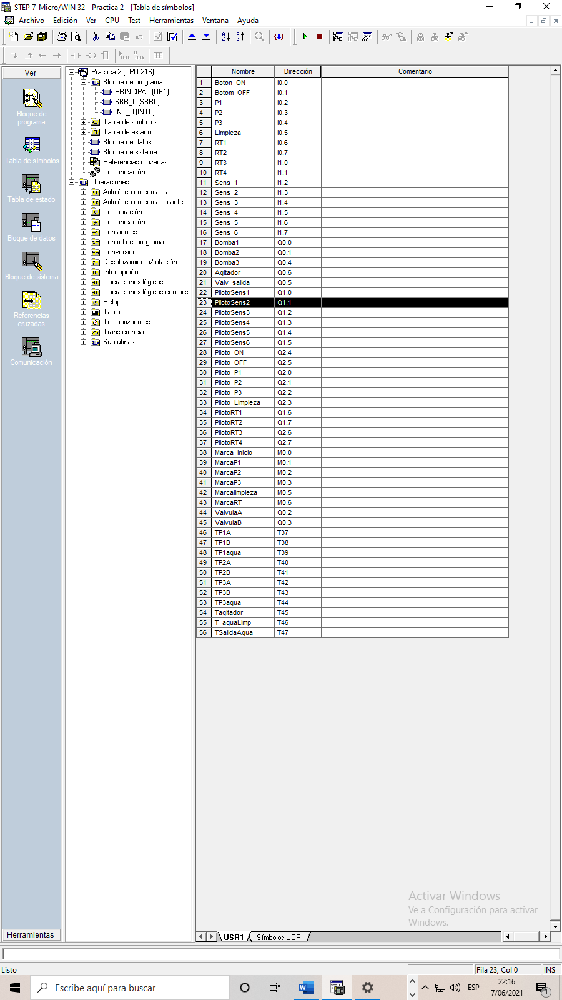 STEP 7-Micro/WIN 32 - Practica 2 - [Tabla de símbolos]
Archivo Edición Ver CPU Test Herramientas Ventana Ayuda
Ver
Bloque de programa
Tabla de símbolos
Tabla de estado
Bloque de datos
Bloque de sistema
Referencias cruzadas
Comunicación
Herramientas
Practica 2 (CPU 216)
Bloque de programa
PRINCIPAL (OB1)
SBR_0 (SBR0)
INT_0 (INT0)
Tabla de símbolos
Tabla de estado
Bloque de datos
Bloque de sistema
Referencias cruzadas
Comunicación
Operaciones
Aritmética en coma fija
Aritmética en coma flotante
Comparación
Comunicación
Contadores
Control del programa
Conversión
Desplazamiento/rotación
Interrupción
Operaciones lógicas
Operaciones lógicas con bits
Reloj
Tabla
Temporizadores
Transferencia
Subrutinas
Nombre Dirección Comentario
1 Boton_ON I0.0
2 Botom_OFF I0.1
3 P1 I0.2
4 P2 I0.3
5 P3 I0.4
6 Limpieza I0.5
7 RT1 I0.6
8 RT2 I0.7
9 RT3 I1.0
10 RT4 I1.1
11 Sens_1 I1.2
12 Sens_2 I1.3
13 Sens_3 I1.4
14 Sens_4 I1.5
15 Sens_5 I1.6
16 Sens_6 I1.7
17 Bomba1 Q0.0
18 Bomba2 Q0.1
19 Bomba3 Q0.4
20 Agitador Q0.6
21 Valv_salida Q0.5
22 PilotoSens1 Q1.0
23 PilotoSens2 Q1.1
24 PilotoSens3 Q1.2
25 PilotoSens4 Q1.3
26 PilotoSens5 Q1.4
27 PilotoSens6 Q1.5
28 Piloto_ON Q2.4
29 Piloto_OFF Q2.5
30 Piloto_P1 Q2.0
31 Piloto_P2 Q2.1
32 Piloto_P3 Q2.2
33 Piloto_Limpieza Q2.3
34 PilotoRT1 Q1.6
35 PilotoRT2 Q1.7
36 PilotoRT3 Q2.6
37 PilotoRT4 Q2.7
38 Marca_Inicio M0.0
39 MarcaP1 M0.1
40 MarcaP2 M0.2
41 MarcaP3 M0.3
42 Marcalimpieza M0.5
43 MarcaRT M0.6
44 ValvulaA Q0.2
45 ValvulaB Q0.3
46 TP1A T37
47 TP1B T38
48 TP1agua T39
49 TP2A T40
50 TP2B T41
51 TP3A T42
52 TP3B T43
53 TP3agua T44
54 Tagitador T45
55 T_aguaLImp T46
56 TSalidaAgua T47
Activar Windows
Ve a Configuración para activar
Windows.
USR1 Símbolos UOP
Listo Fila 23, Col 0 INS
Escribe aquí para buscar
ESP
22:16
7/06/2021
1